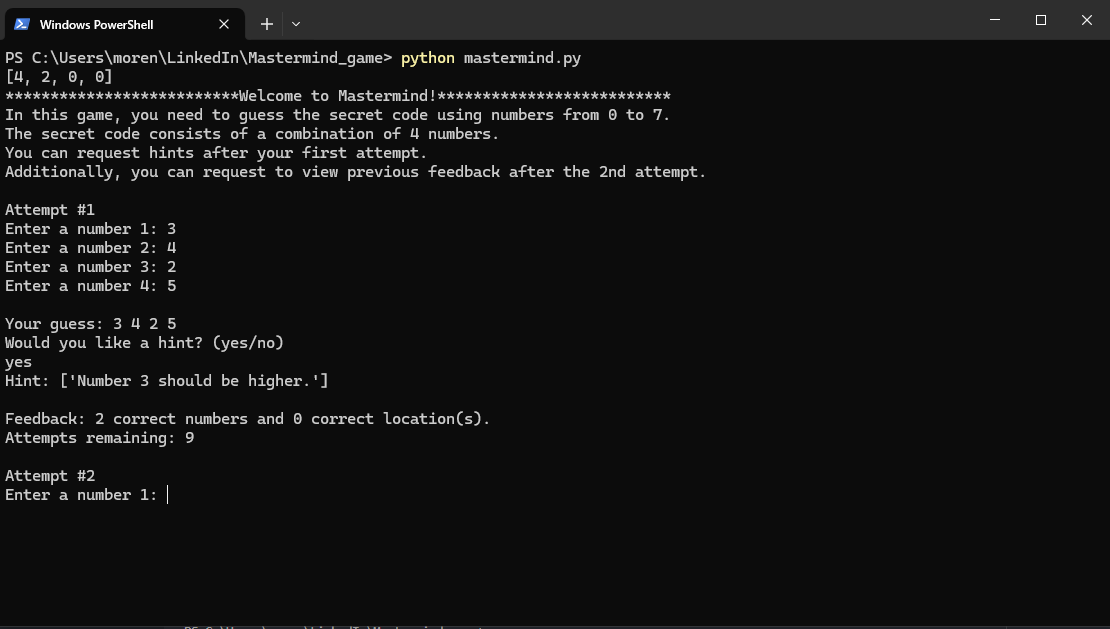 Windows PowerShell
PS C:\Users\moren\LinkedIn\Mastermind_game> python mastermind.py
[4, 2, 0, 0]
**************************Welcome to Mastermind!**************************
In this game, you need to guess the secret code using numbers from 0 to 7.
The secret code consists of a combination of 4 numbers.
You can request hints after your first attempt.
Additionally, you can request to view previous feedback after the 2nd attempt.
Attempt #1
Enter a number 1: 3
Enter a number 2: 4
Enter a number 3: 2
Enter a number 4: 5
Your guess: 3 4 2 5
Would you like a hint? (yes/no)
yes
Hint: ['Number 3 should be higher.']
Feedback: 2 correct numbers and 0 correct location(s).
Attempts remaining: 9
Attempt #2
Enter a number 1: